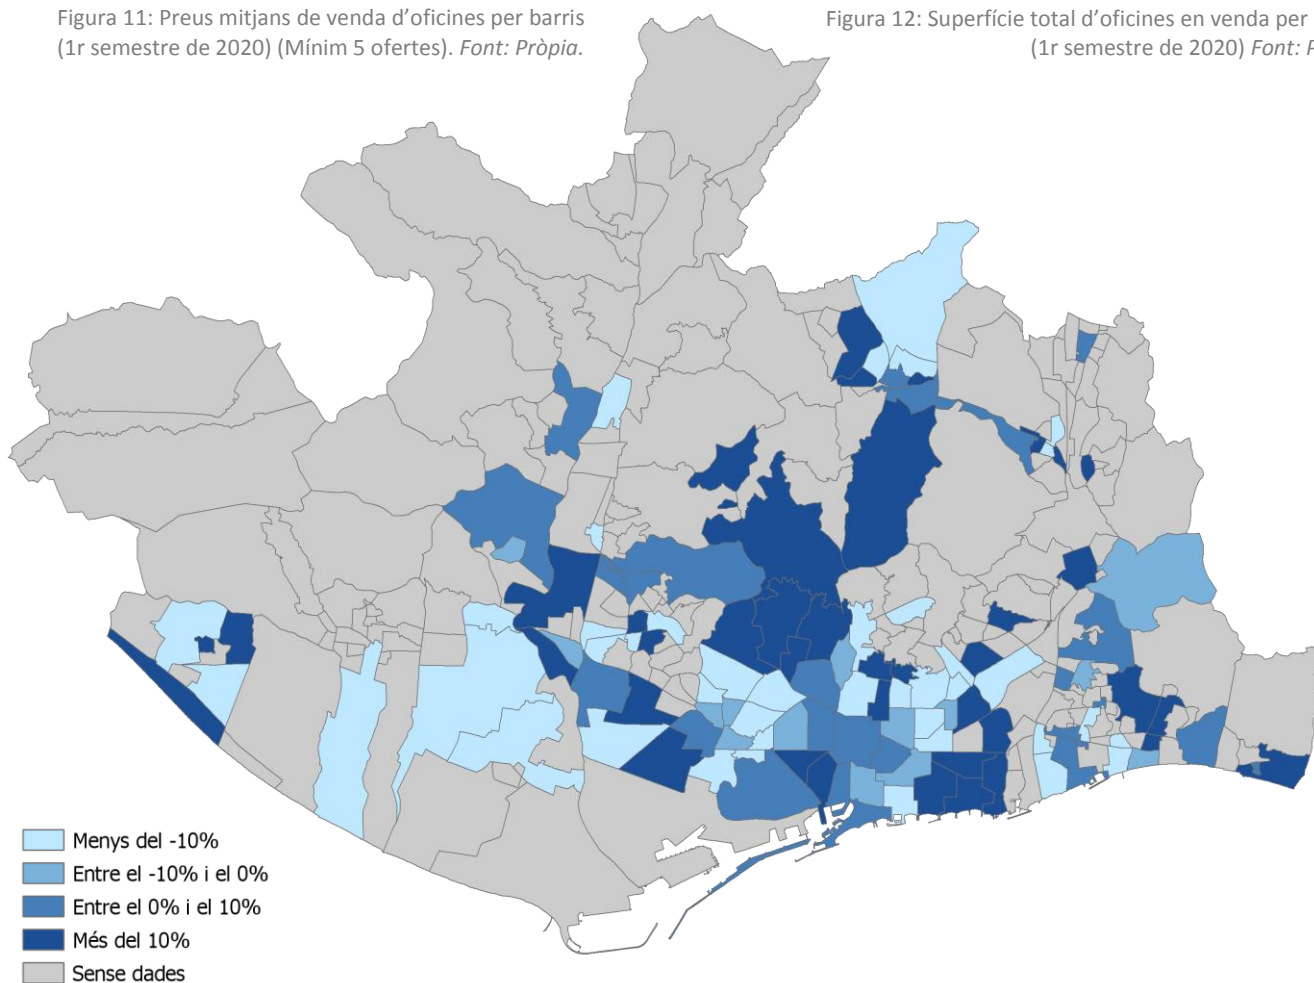 Figura 11: Preus mitjans de venda d’oficines per barris
(1r semestre de 2020) (Mínim 5 ofertes). Font: Pròpia.
Figura 12: Superfície total d’oficines en venda per
(1r semestre de 2020) Font:
Menys del -10%
Entre el -10% i el 0%
Entre el 0% i el 10%
Més del 10%
Sense dades